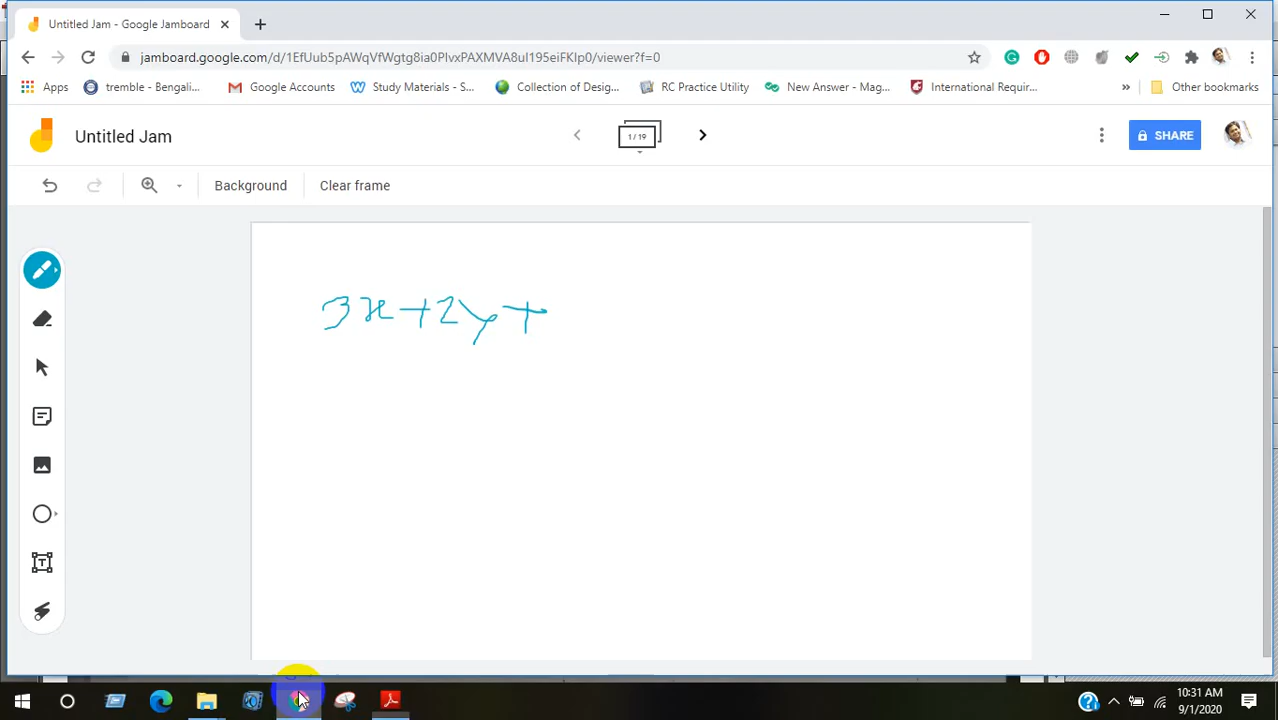 Untitled Jam - Google Jamboard
jamboard.google.com/d/1EfUub5pAWgVfWgtg8ia0PIvxPAXMVA8uI195eiFKIp0/viewer?f=0
Apps
tremble - Bengali...
Google Accounts
Study Materials - S...
Collection of Desig...
RC Practice Utility
New Answer - Mag...
International Requir...
»
Other bookmarks
Untitled Jam
1 / 19
SHARE
Background
Clear frame
3x+2y+
10:31 AM
9/1/2020